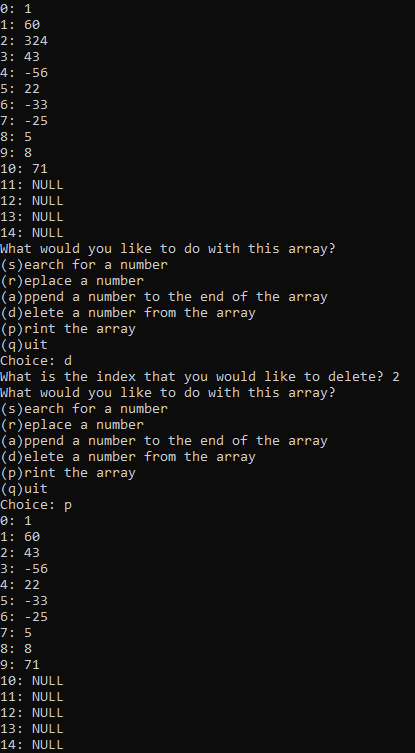 0: 1
1: 60
2: 324
3: 43
4: -56
5: 22
6: -33
7: -25
8: 5
9: 8
10: 71
11: NULL
12: NULL
13: NULL
14: NULL
What would you like to do with this array?
(s)earch for a number
(r)eplace a number
(a)ppend a number to the end of the array
(d)elete a number from the array
(p)rint the array
(q)uit
Choice: d
What is the index that you would like to delete? 2
What would you like to do with this array?
(s)earch for a number
(r)eplace a number
(a)ppend a number to the end of the array
(d)elete a number from the array
(p)rint the array
(q)uit
Choice: p
0: 1
1: 60
2: 43
3: -56
4: 22
5: -33
6: -25
7: 5
8: 8
9: 71
10: NULL
11: NULL
12: NULL
13: NULL
14: NULL